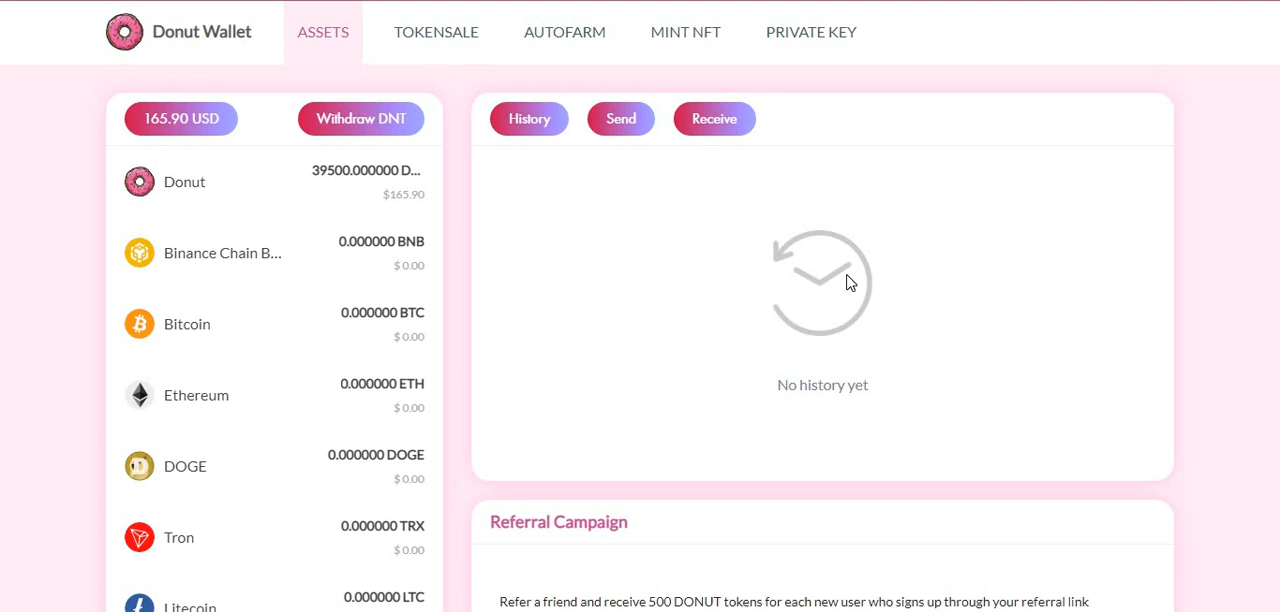 Donut Wallet
ASSETS
TOKENSALE
AUTOFARM
MINT NFT
PRIVATE KEY
165.90 USD
Withdraw DNT
Donut
39500.000000 D...
$165.90
Binance Chain B...
0.000000 BNB
$ 0.00
Bitcoin
0.000000 BTC
$ 0.00
Ethereum
0.000000 ETH
$ 0.00
DOGE
0.000000 DOGE
$ 0.00
Tron
0.000000 TRX
$ 0.00
Litecoin
0.000000 LTC
History
Send
Receive
No history yet
Referral Campaign
Refer a friend and receive 500 DONUT tokens for each new user who signs up through your referral link